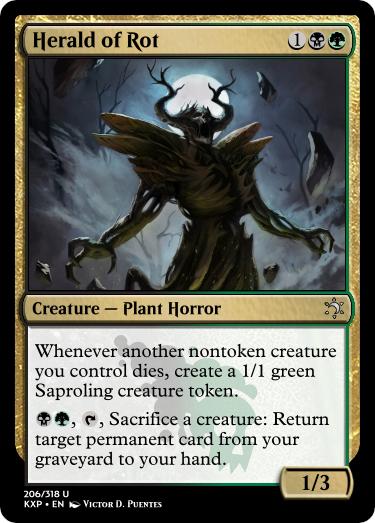 Herald of Rot 1
Creature — Plant Horror
Whenever another nontoken creature
you control dies, create a 1/1 green
Saproling creature token.
, , Sacrifice a creature: Return
target permanent card from your
graveyard to your hand.
1/3
206/318 U
KXP • EN Victor D. Puentes